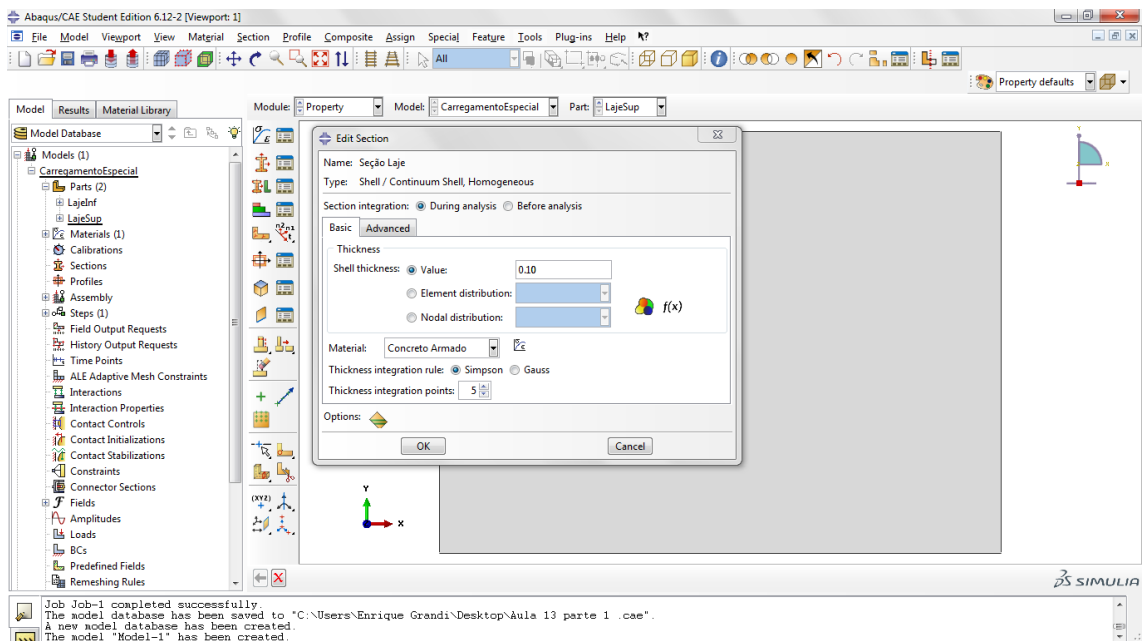 Abaqus/CAE Student Edition 6.12-2 [Viewport: 1]
File Model Viewport View Material Section Profile Composite Assign Special Feature Tools Plug-ins Help
All
Property defaults
Model Results Material Library
Module: Property Model: CarregamentoEspecial Part: LajeSup
Model Database
Models (1)
CarregamentoEspecial
Parts (2)
LajeInf
LajeSup
Materials (1)
Calibrations
Sections
Profiles
Assembly
Steps (1)
Field Output Requests
History Output Requests
Time Points
ALE Adaptive Mesh Constraints
Interactions
Interaction Properties
Contact Controls
Contact Initializations
Contact Stabilizations
Constraints
Connector Sections
Fields
Amplitudes
Loads
BCs
Predefined Fields
Remeshing Rules
Edit Section
Name: Seção Laje
Type: Shell / Continuum Shell, Homogeneous
Section integration: During analysis Before analysis
Basic Advanced
Thickness
Shell thickness: Value: 0.10
Element distribution:
f(x)
Nodal distribution:
Material: Concreto Armado
Thickness integration rule: Simpson Gauss
Thickness integration points: 5
Options:
OK Cancel
Y
X
Y
X
(XYZ)
SIMULIA
Job Job-1 completed successfully.
The model database has been saved to "C:\Users\Enrique Grandi\Desktop\Aula 13 parte 1 .cae".
A new model database has been created.
The model "Model-1" has been created.